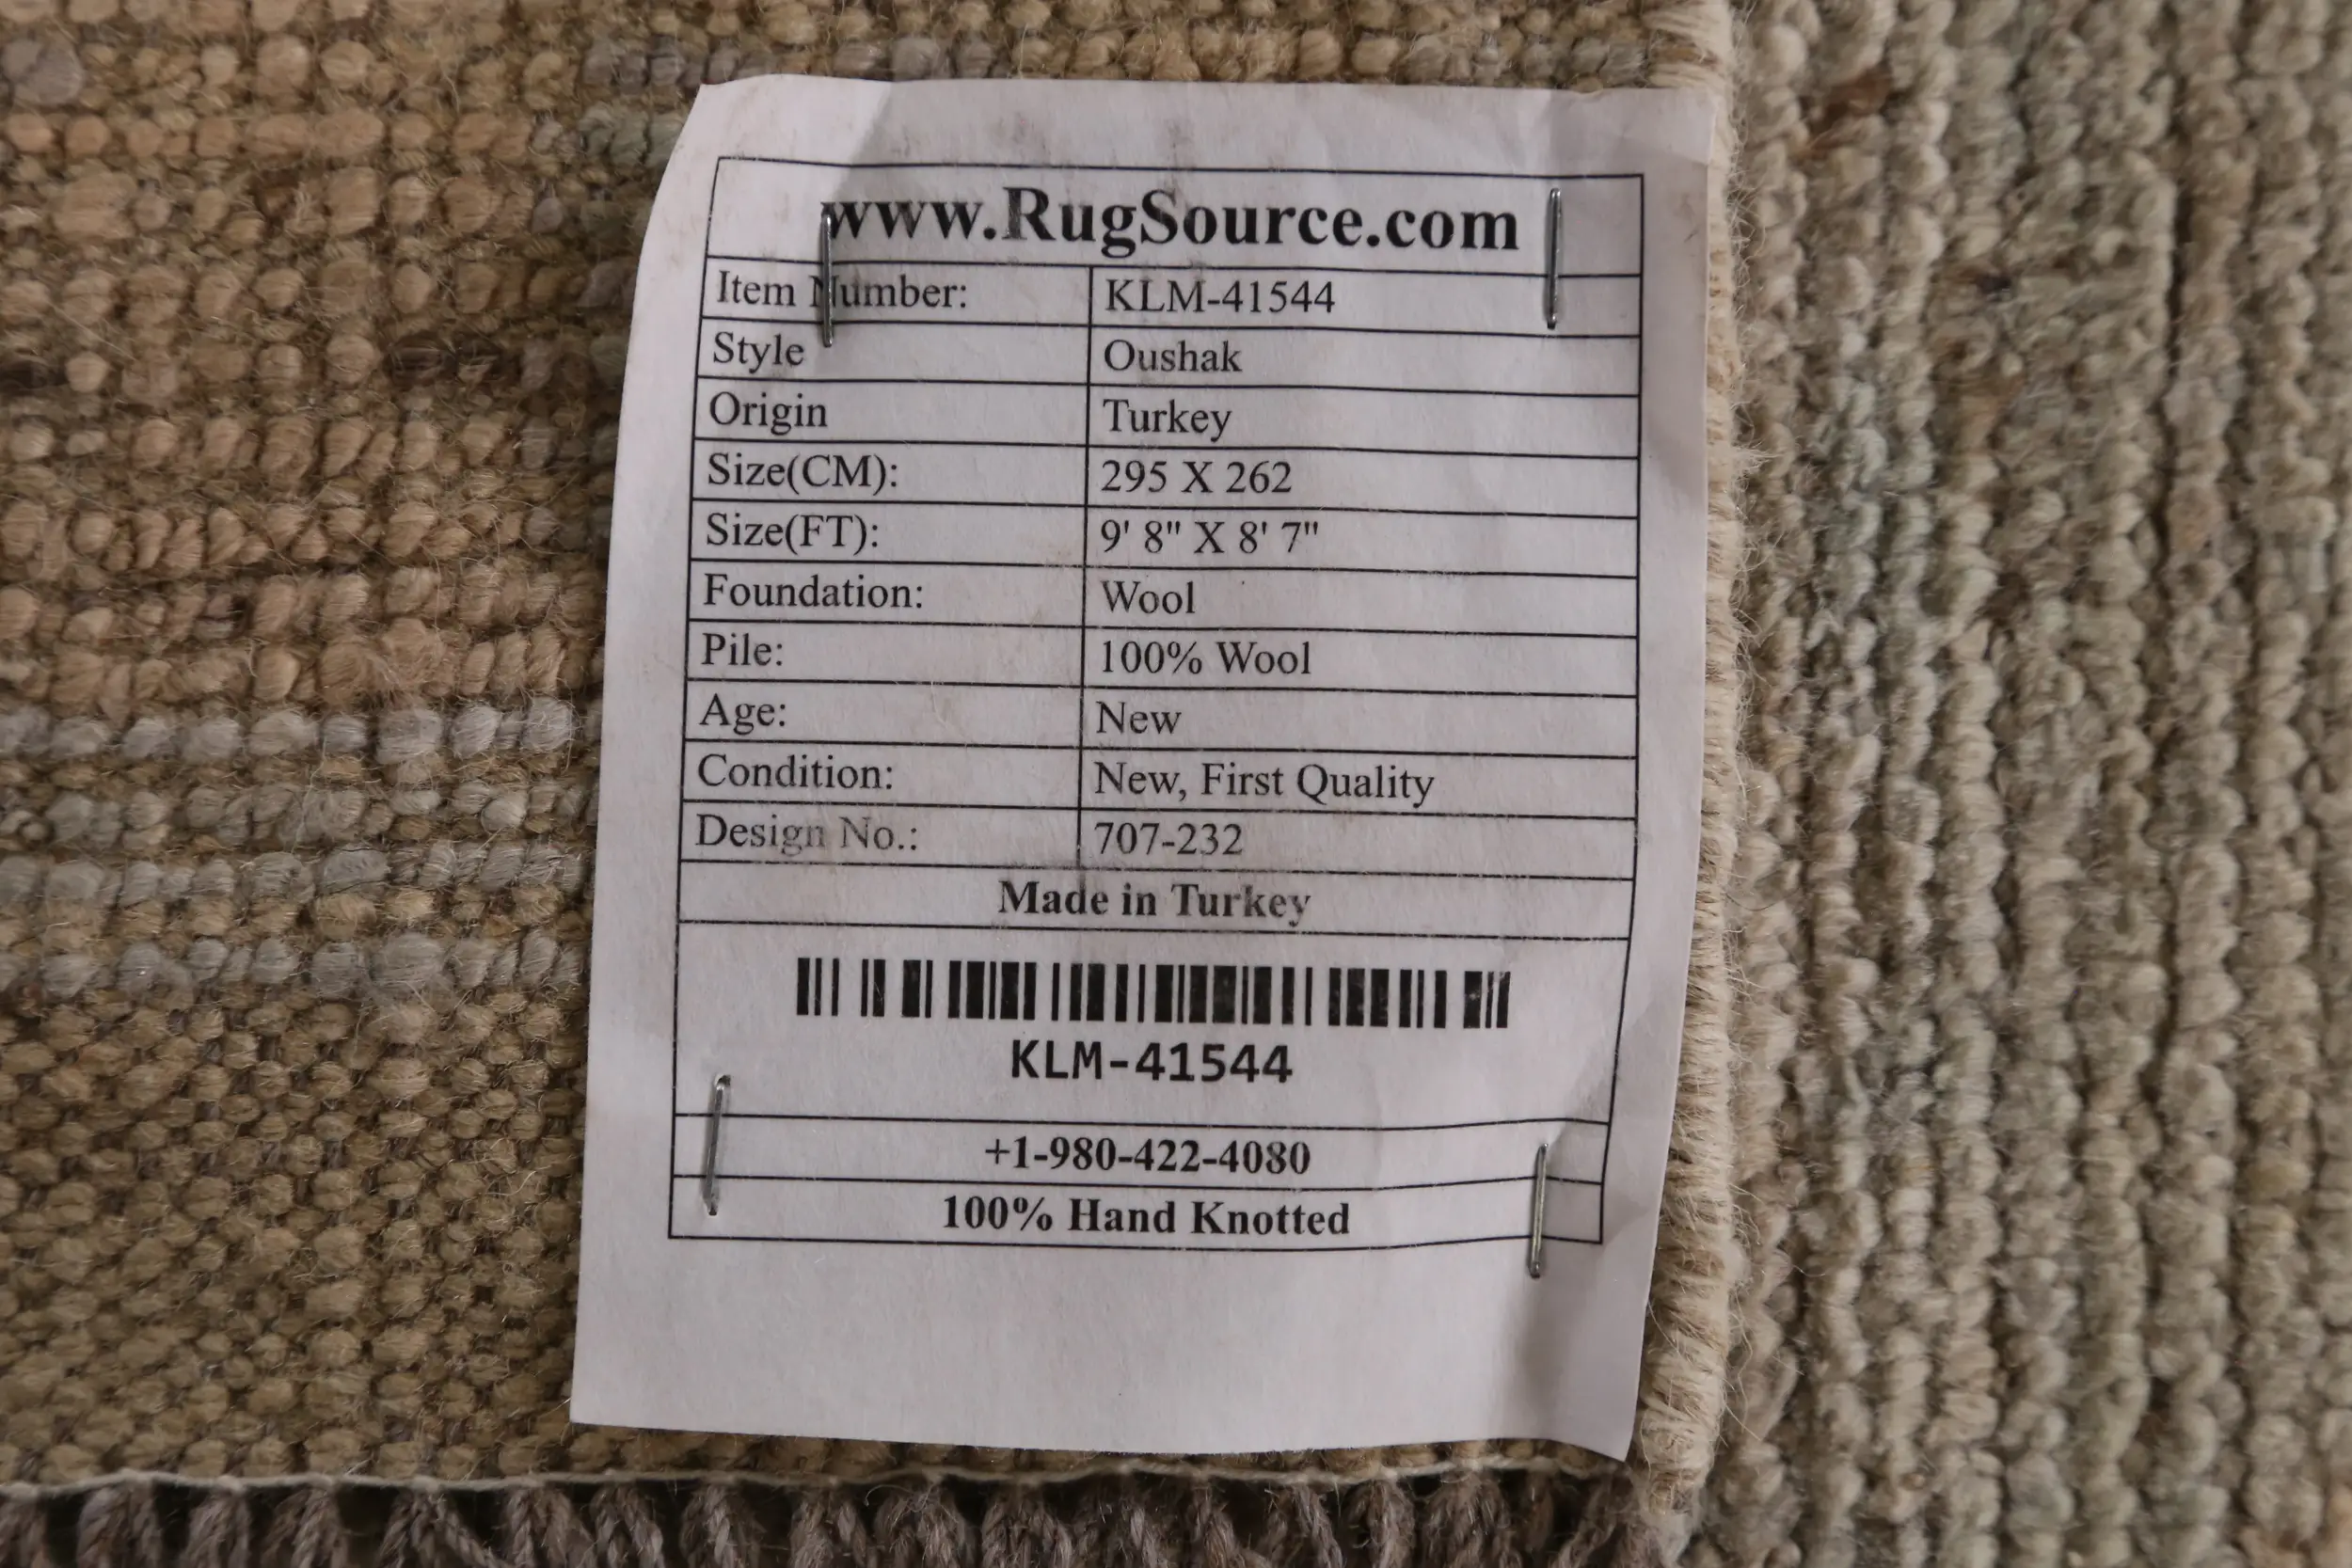 www.RugSource.com
Item Number: KLM-41544
Style Oushak
Origin Turkey
Size(CM): 295 X 262
Size(FT): 9' 8" X 8' 7"
Foundation: Wool
Pile: 100% Wool
Age: New
Condition: New, First Quality
Design No.: 707-232
Made in Turkey
KLM-41544
+1-980-422-4080
100% Hand Knotted